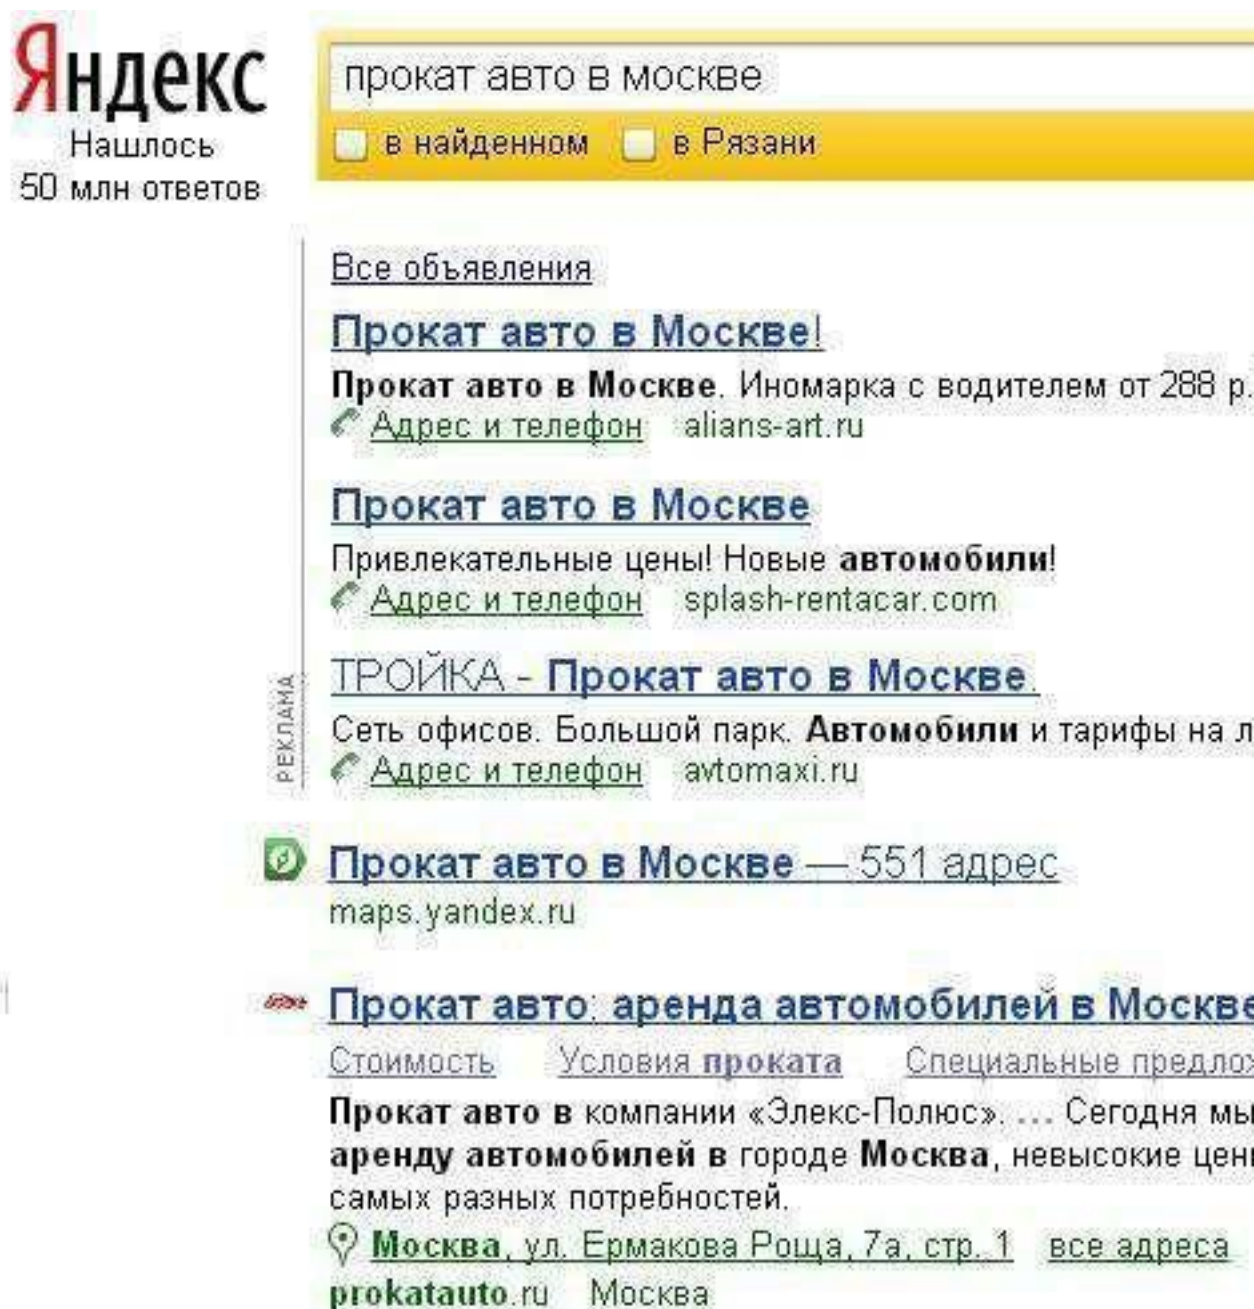 Яндекс
Нашлось
50 млн ответов
прокат авто в москве
в найденном в Рязани
Все объявления
Прокат авто в Москве!
Прокат авто в Москве. Иномарка с водителем от 288 р.
Адрес и телефон alians-art.ru
Прокат авто в Москве
Привлекательные цены! Новые автомобили!
Адрес и телефон splash-rentacar.com
ТРОЙКА - Прокат авто в Москве.
Сеть офисов. Большой парк. Автомобили и тарифы на л
Адрес и телефон avtomaxi.ru
РЕКЛАМА
Прокат авто в Москве — 551 адрес
maps.yandex.ru
Прокат авто: аренда автомобилей в Москве
Стоимость Условия проката Специальные предлож
Прокат авто в компании «Элекс-Полюс». ... Сегодня мы
аренду автомобилей в городе Москва, невысокие цен
самых разных потребностей.
Москва, ул. Ермакова Роща, 7а, стр. 1 все адреса
prokatauto.ru Москва